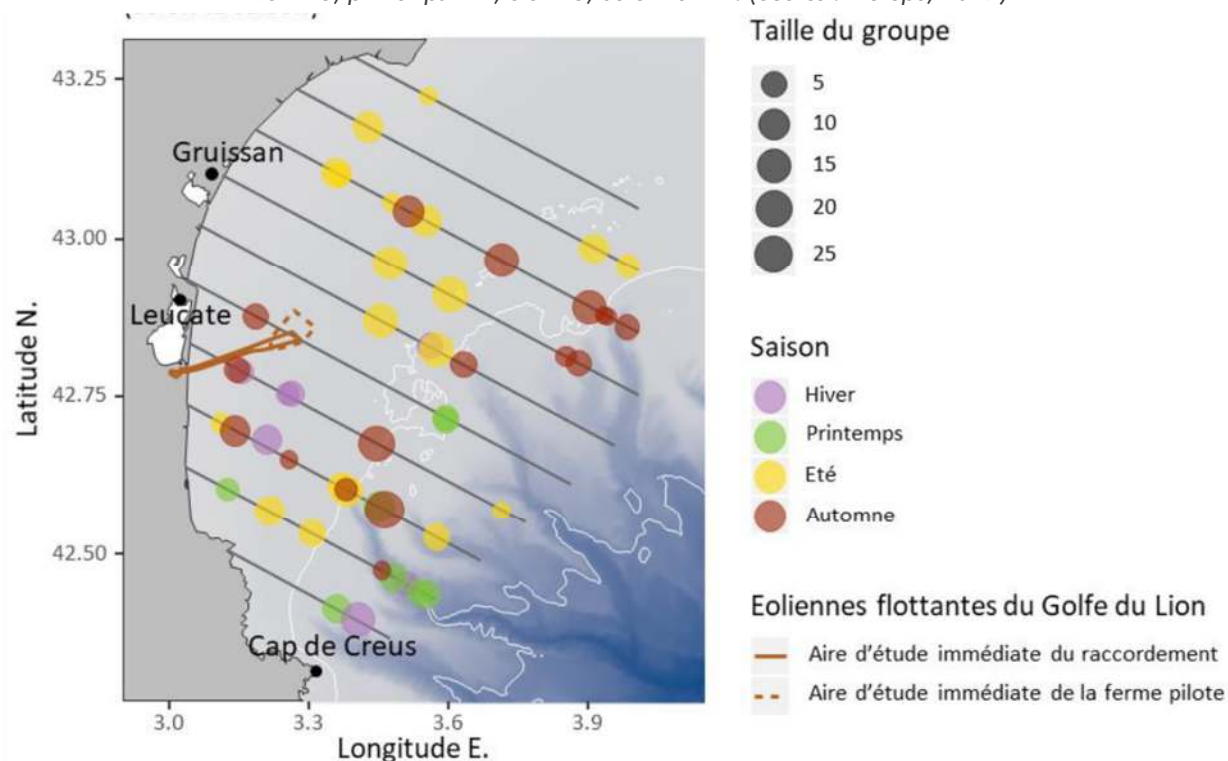 Taille du groupe
5
10
15
20
25
Saison
Hiver
Printemps
Eté
Automne
Eoliennes flottantes du Golfe du Lion
Aire d'étude immédiate du raccordement
Aire d'étude immédiate de la ferme pilote
Latitude N.
43.25
43.00
42.75
42.50
Gruissan
Leucate
Cap de Creus
3.0
3.3
3.6
3.9
Longitude E.